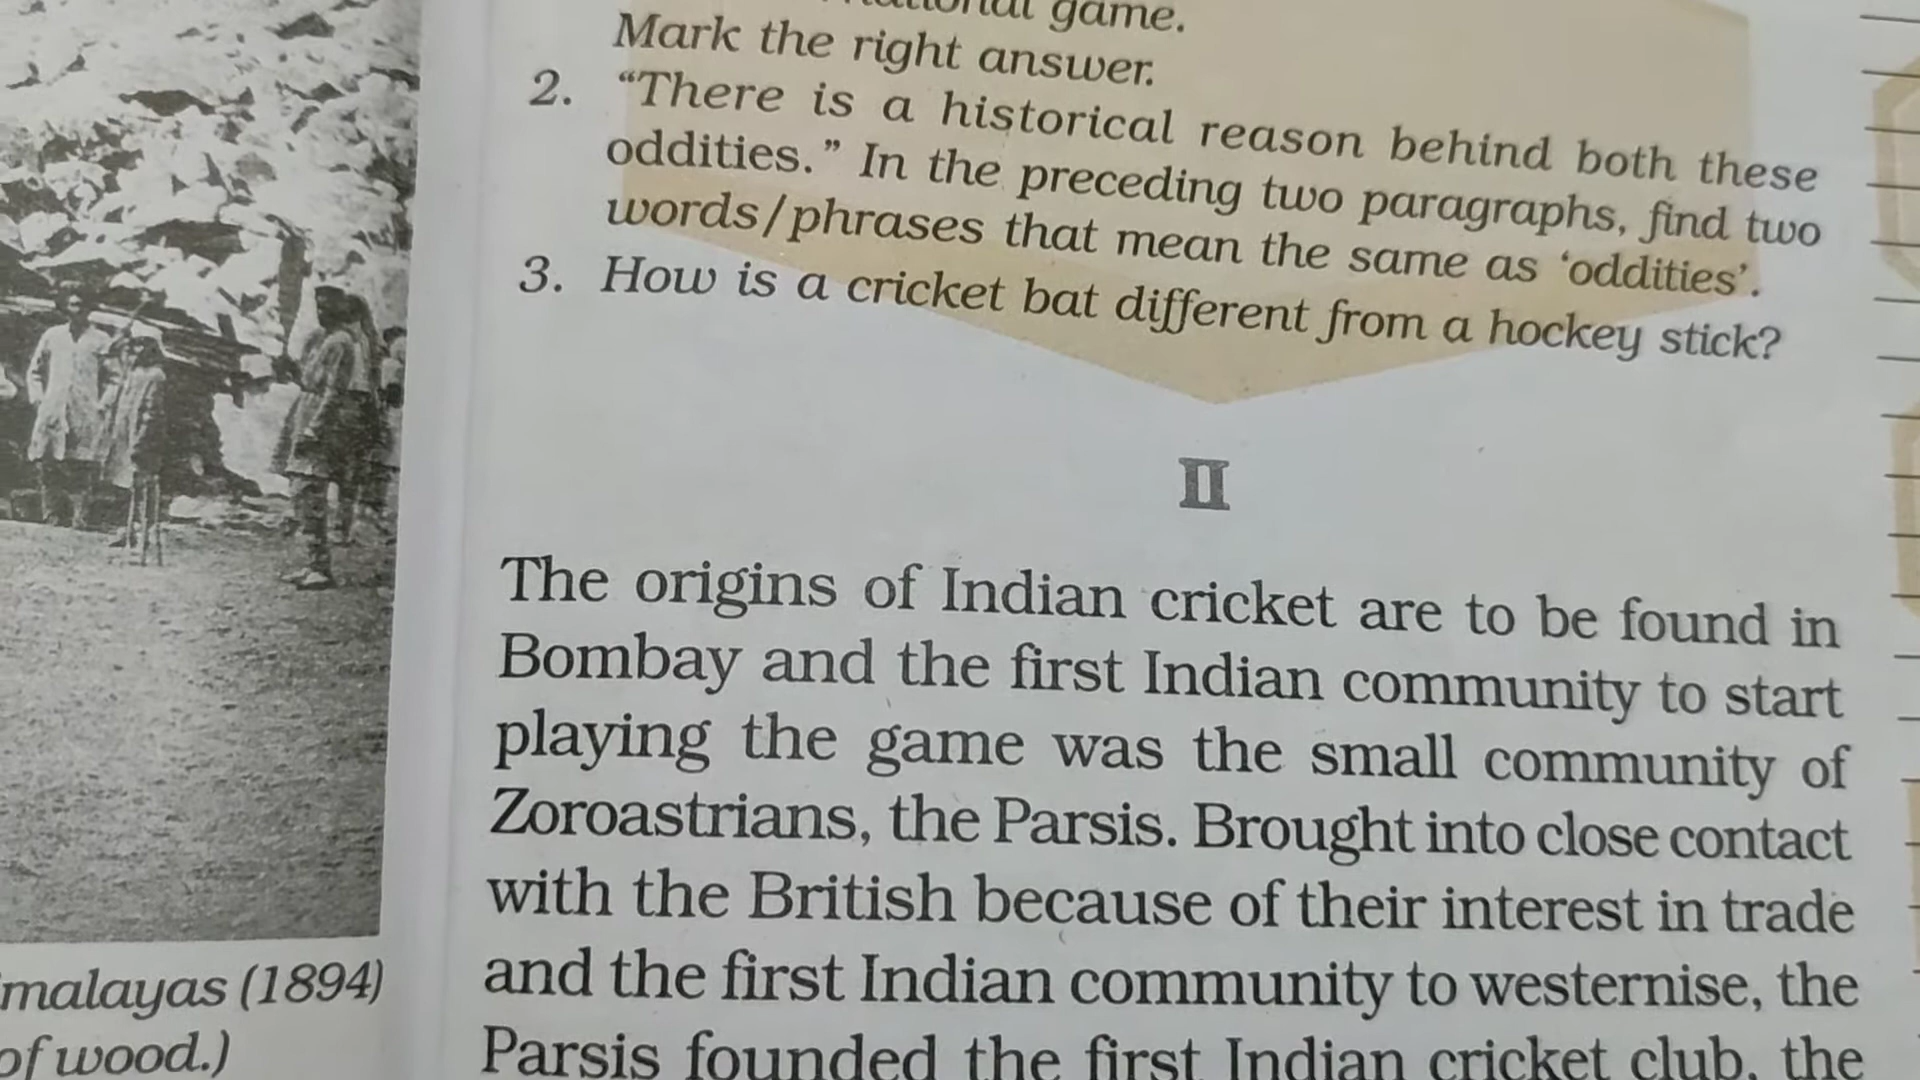 game.
Mark the right answer.
2. “There is a historical reason behind both these
oddities.” In the preceding two paragraphs, find two
words/phrases that mean the same as ‘oddities’.
3. How is a cricket bat different from a hockey stick?
II
The origins of Indian cricket are to be found in
Bombay and the first Indian community to start
playing the game was the small community of
Zoroastrians, the Parsis. Brought into close contact
with the British because of their interest in trade
and the first Indian community to westernise, the
Parsis founded the first Indian cricket club, the
malayas (1894)
of wood.)